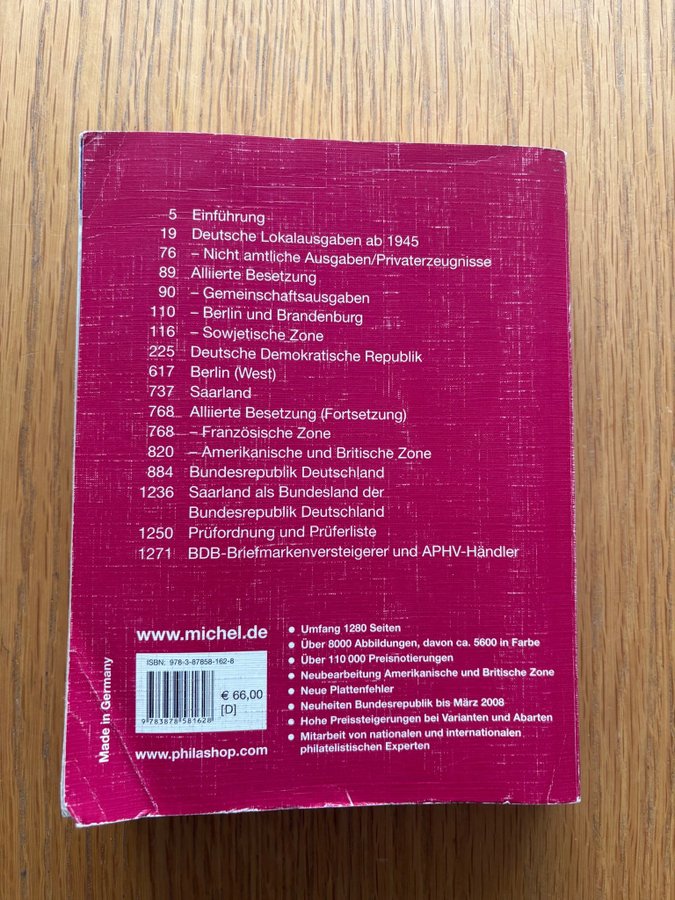 5 Einführung
19 Deutsche Lokalausgaben ab 1945
76 – Nicht amtliche Ausgaben/Privaterzeugnisse
89 Alliierte Besetzung
90 – Gemeinschaftsausgaben
110 – Berlin und Brandenburg
116 – Sowjetische Zone
225 Deutsche Demokratische Republik
617 Berlin (West)
737 Saarland
768 Alliierte Besetzung (Fortsetzung)
768 – Französische Zone
820 – Amerikanische und Britische Zone
884 Bundesrepublik Deutschland
1236 Saarland als Bundesland der
Bundesrepublik Deutschland
1250 Prüfordnung und Prüferliste
1271 BDB-Briefmarkenversteigerer und APHV-Händler
Made in Germany
www.michel.de
ISBN: 978-3-87858-162-8
€ 66,00
[D]
9 783878 581628
www.philashop.com
• Umfang 1280 Seiten
• Über 8000 Abbildungen, davon ca. 5600 in Farbe
• Über 110 000 Preisnotierungen
• Neubearbeitung Amerikanische und Britische Zone
• Neue Plattenfehler
• Neuheiten Bundesrepublik bis März 2008
• Hohe Preissteigerungen bei Varianten und Abarten
• Mitarbeit von nationalen und internationalen
philatelistischen Experten